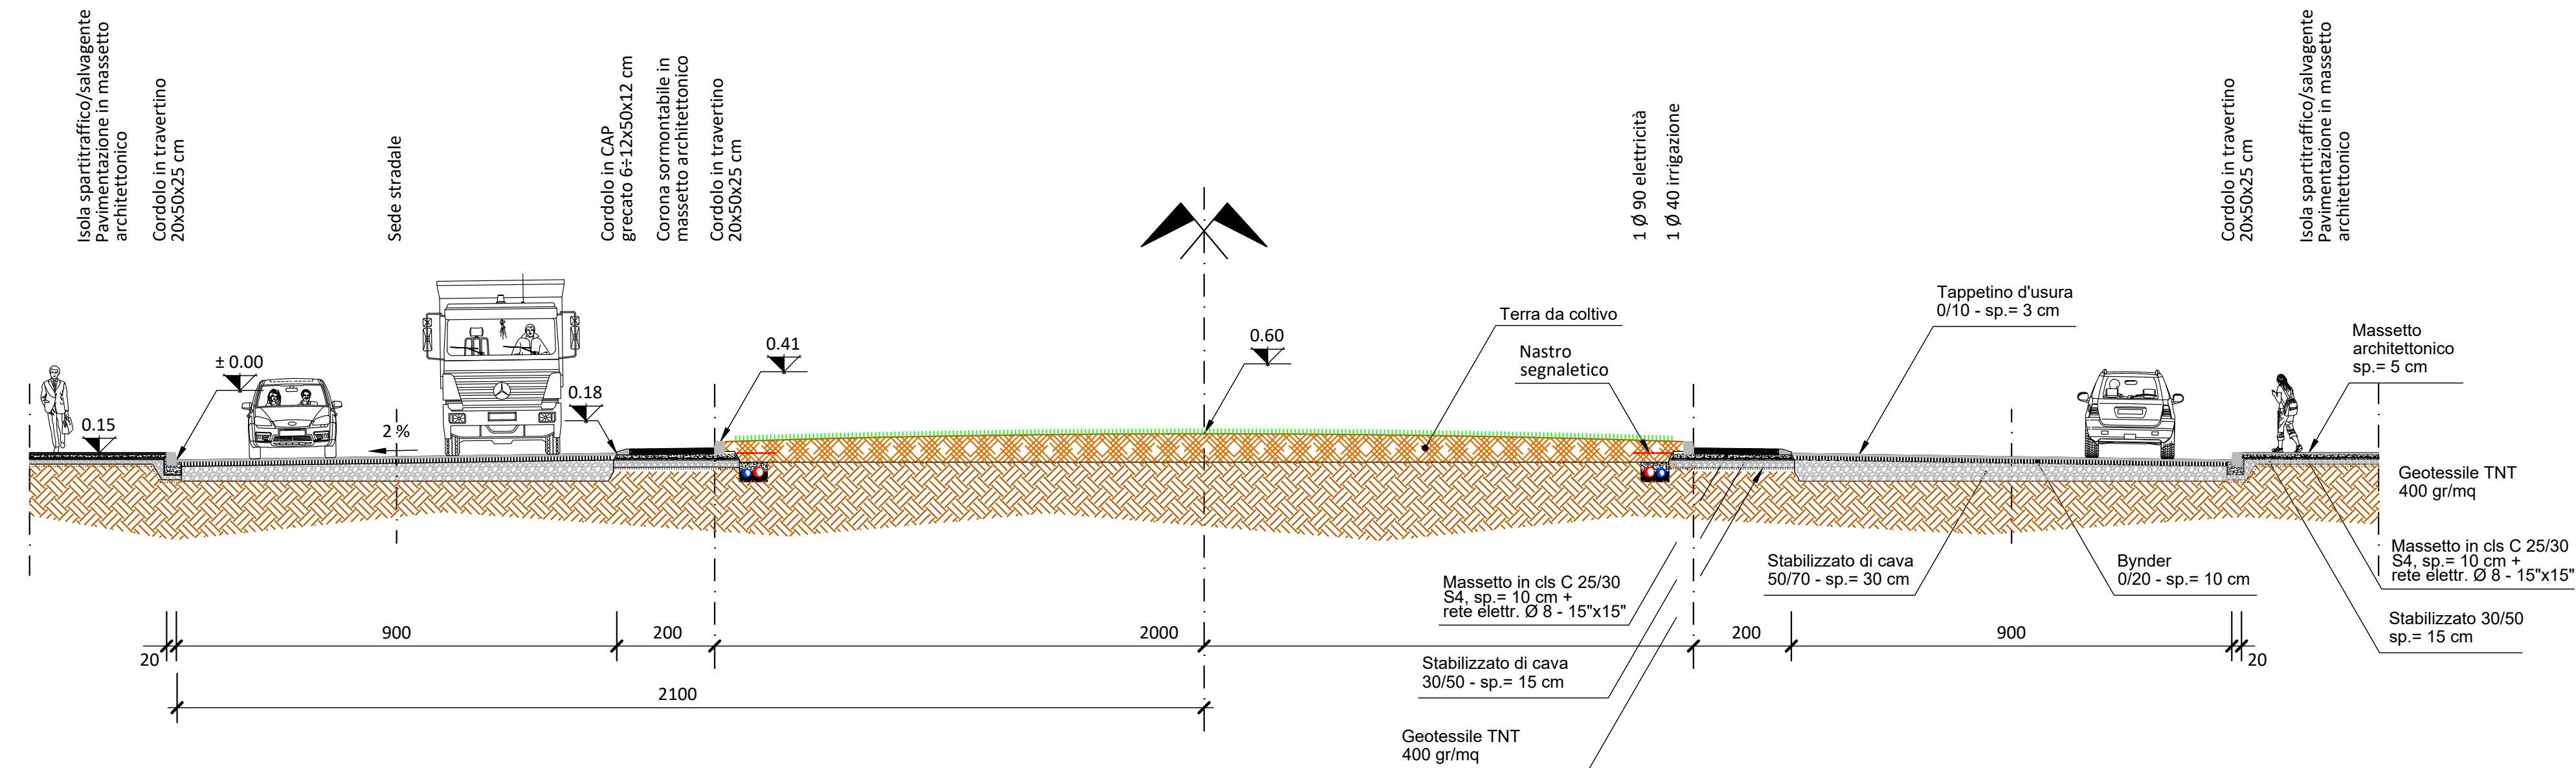 Isola spartitraffico/salvagente
Pavimentazione in massetto
architettonico
Cordolo in travertino
20x50x25 cm
Sede stradale
Cordolo in CAP
grecato 6÷12x50x12 cm
Corona sormontabile in
massetto architettonico
Cordolo in travertino
20x50x25 cm
1 Ø 90 elettricità
1 Ø 40 irrigazione
Cordolo in travertino
20x50x25 cm
Isola spartitraffico/salvagente
Pavimentazione in massetto
architettonico
0.15
± 0.00
2 %
0.18
0.41
0.60
Terra da coltivo
Nastro
segnaletico
Tappetino d'usura
0/10 - sp.= 3 cm
Massetto
architettonico
sp.= 5 cm
Geotessile TNT
400 gr/mq
Massetto in cls C 25/30
S4, sp.= 10 cm +
rete elettr. Ø 8 - 15"x15"
Stabilizzato di cava
50/70 - sp.= 30 cm
Bynder
0/20 - sp.= 10 cm
Massetto in cls C 25/30
S4, sp.= 10 cm +
rete elettr. Ø 8 - 15"x15"
Stabilizzato 30/50
sp.= 15 cm
20
900
200
2000
200
900
20
Stabilizzato di cava
30/50 - sp.= 15 cm
2100
Geotessile TNT
400 gr/mq